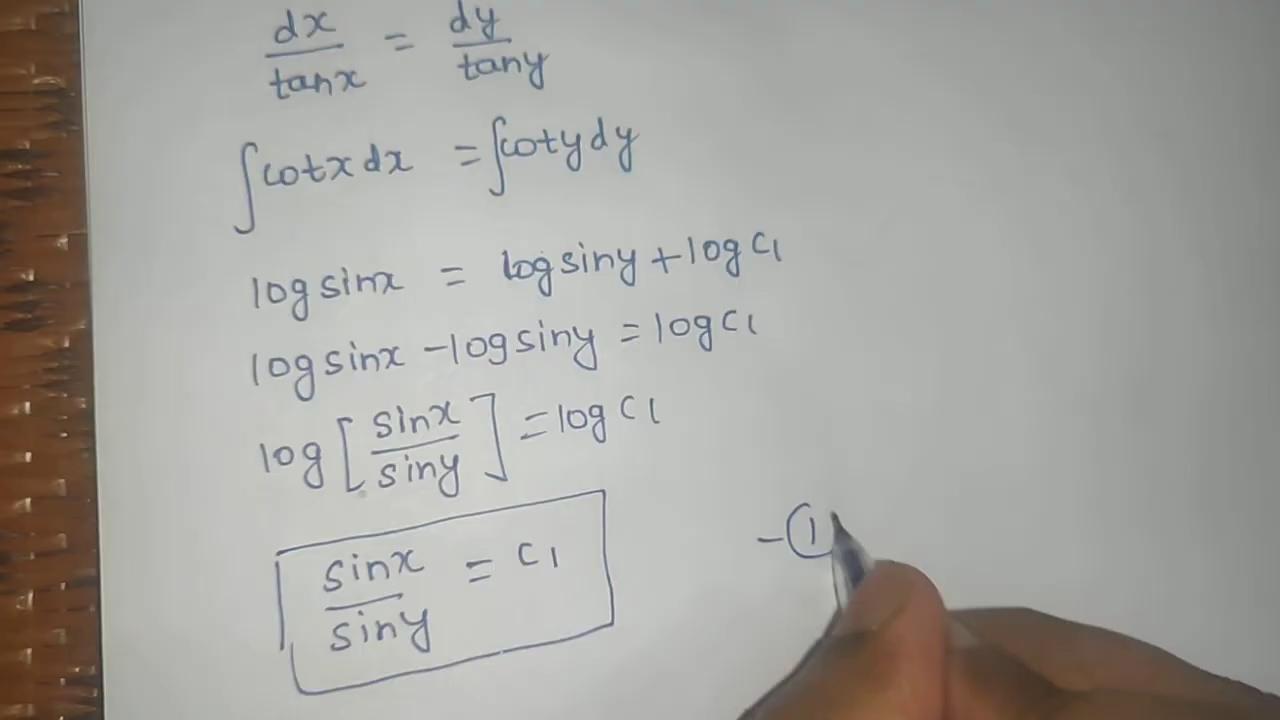 dx/tanx = dy/tany
∫cotx dx = ∫coty dy
log sinx = log siny + log c1
log sinx - log siny = log c1
log [sinx/siny] = log c1
sinx/siny = c1 - ①